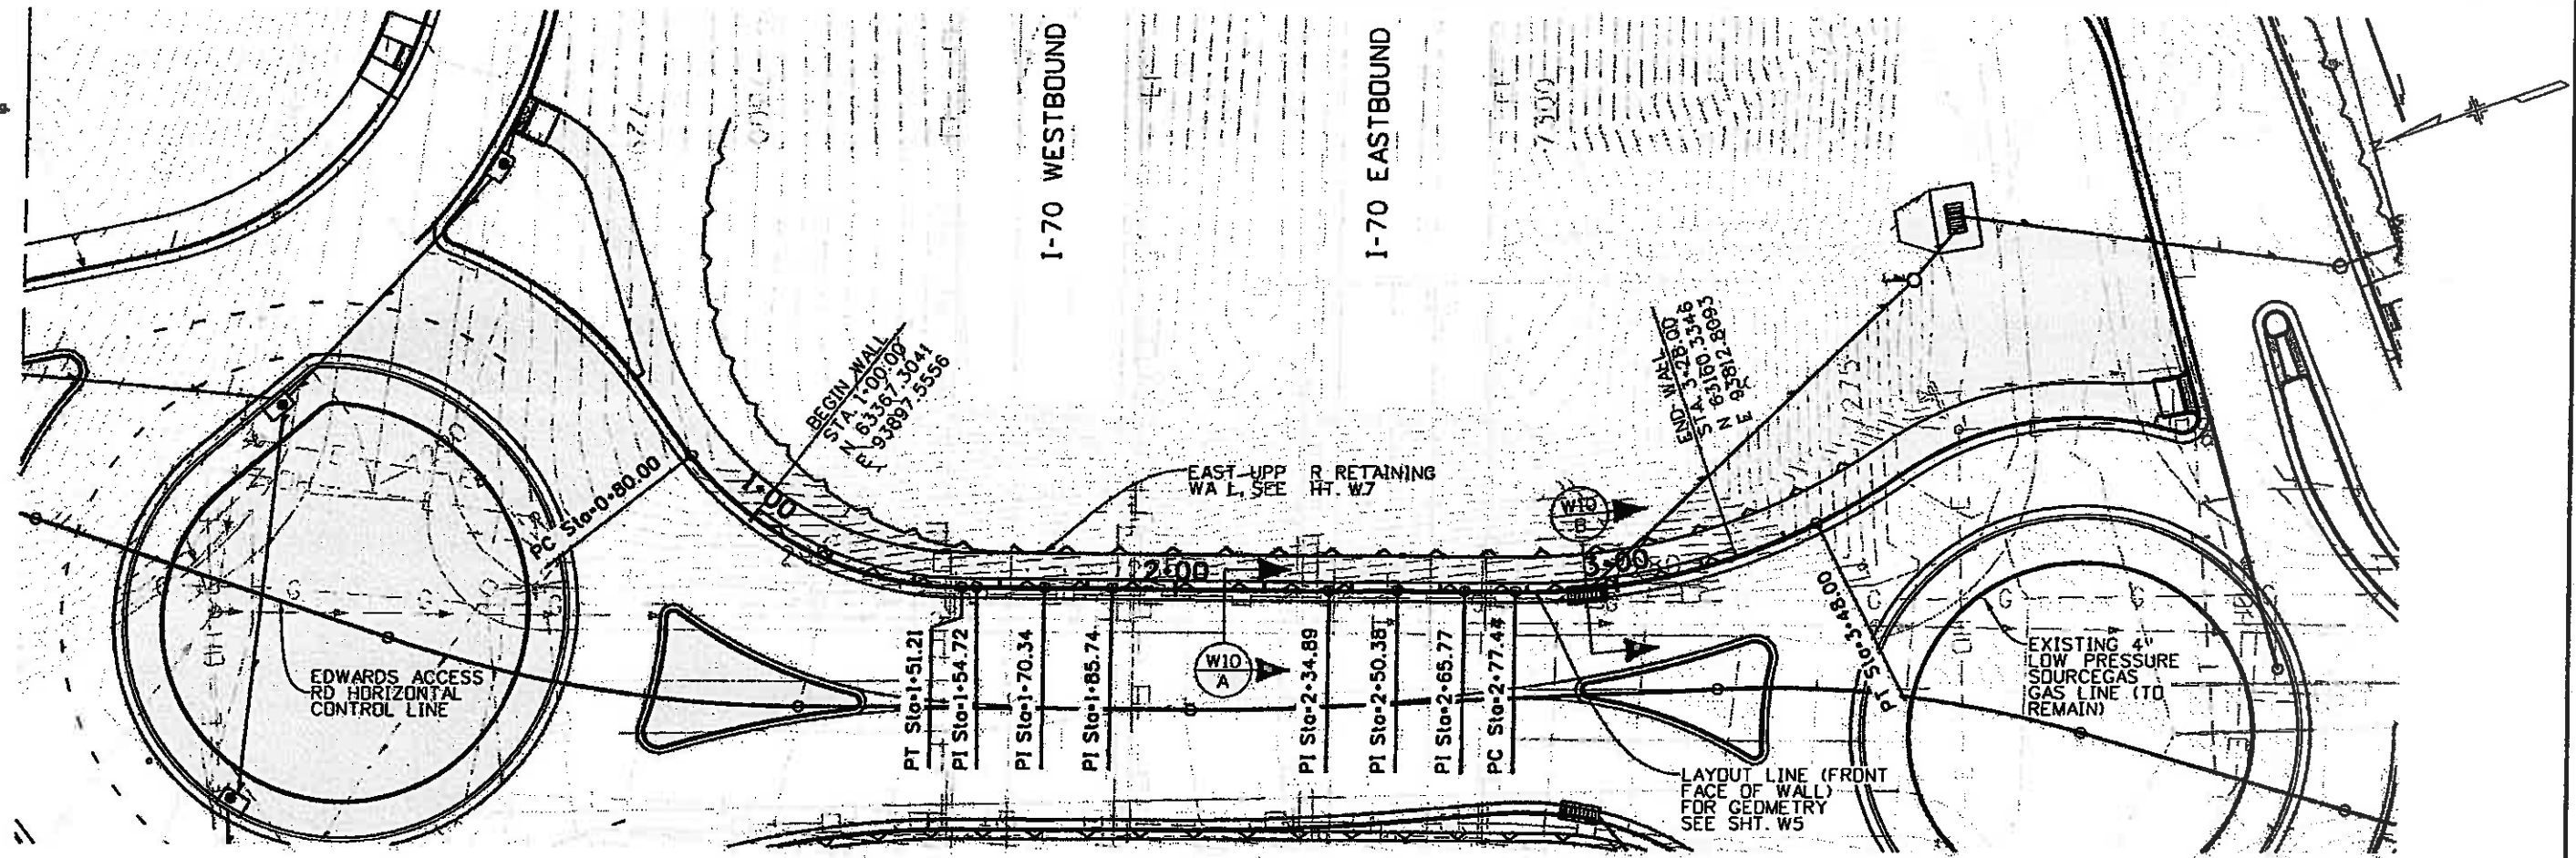 I-70 WESTBOUND
I-70 EASTBOUND
BEGIN WALL
STA. 1+00.00
N 63367.3041
E 93897.5556
END WALL
STA. 3+28.00
N 63160.3346
E 93812.8093
PC Sta=0+80.00
1+00
EAST UPP R RETAINING
WA L, SEE HT. W7
W10
B
2+00
3+00
PT Sta=1+51.21
PI Sta=1+54.72
PI Sta=1+70.34
PI Sta=1+85.74
W10
A
PI Sta=2+34.89
PI Sta=2+50.38
PI Sta=2+65.77
PC Sta=2+77.44
PT Sta=3+48.00
EDWARDS ACCESS
RD HORIZONTAL
CONTROL LINE
EXISTING 4"
LOW PRESSURE
SOURCEGAS
GAS LINE (TO
REMAIN)
LAYOUT LINE (FRONT
FACE OF WALL)
FOR GEOMETRY
SEE SHT. W5
7300
7275
G
G
G
G